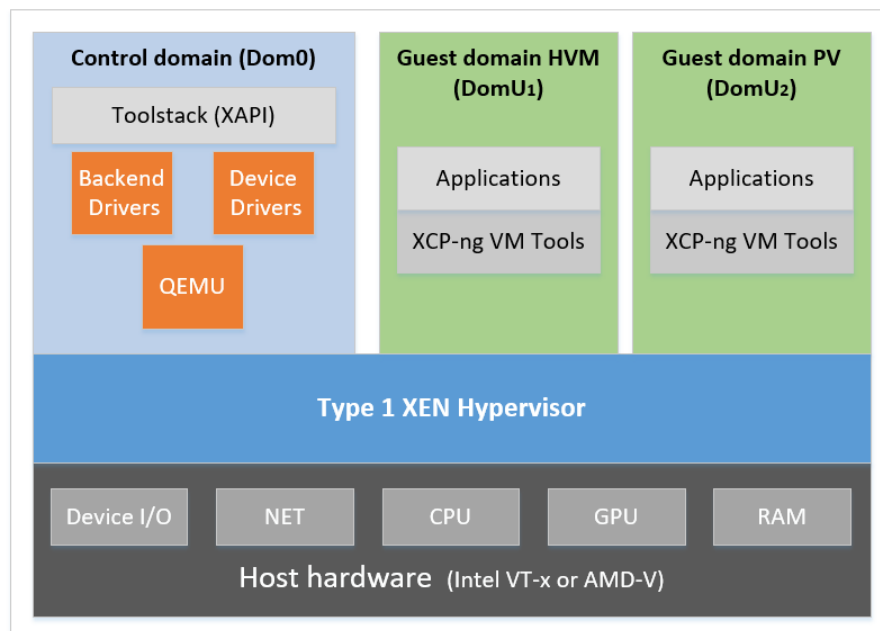 Control domain (Dom0)
Toolstack (XAPI)
Backend
Drivers
Device
Drivers
QEMU
Guest domain HVM
(DomU₁)
Applications
XCP-ng VM Tools
Guest domain PV
(DomU₂)
Applications
XCP-ng VM Tools
Type 1 XEN Hypervisor
Device I/O
NET
CPU
GPU
RAM
Host hardware (Intel VT-x or AMD-V)